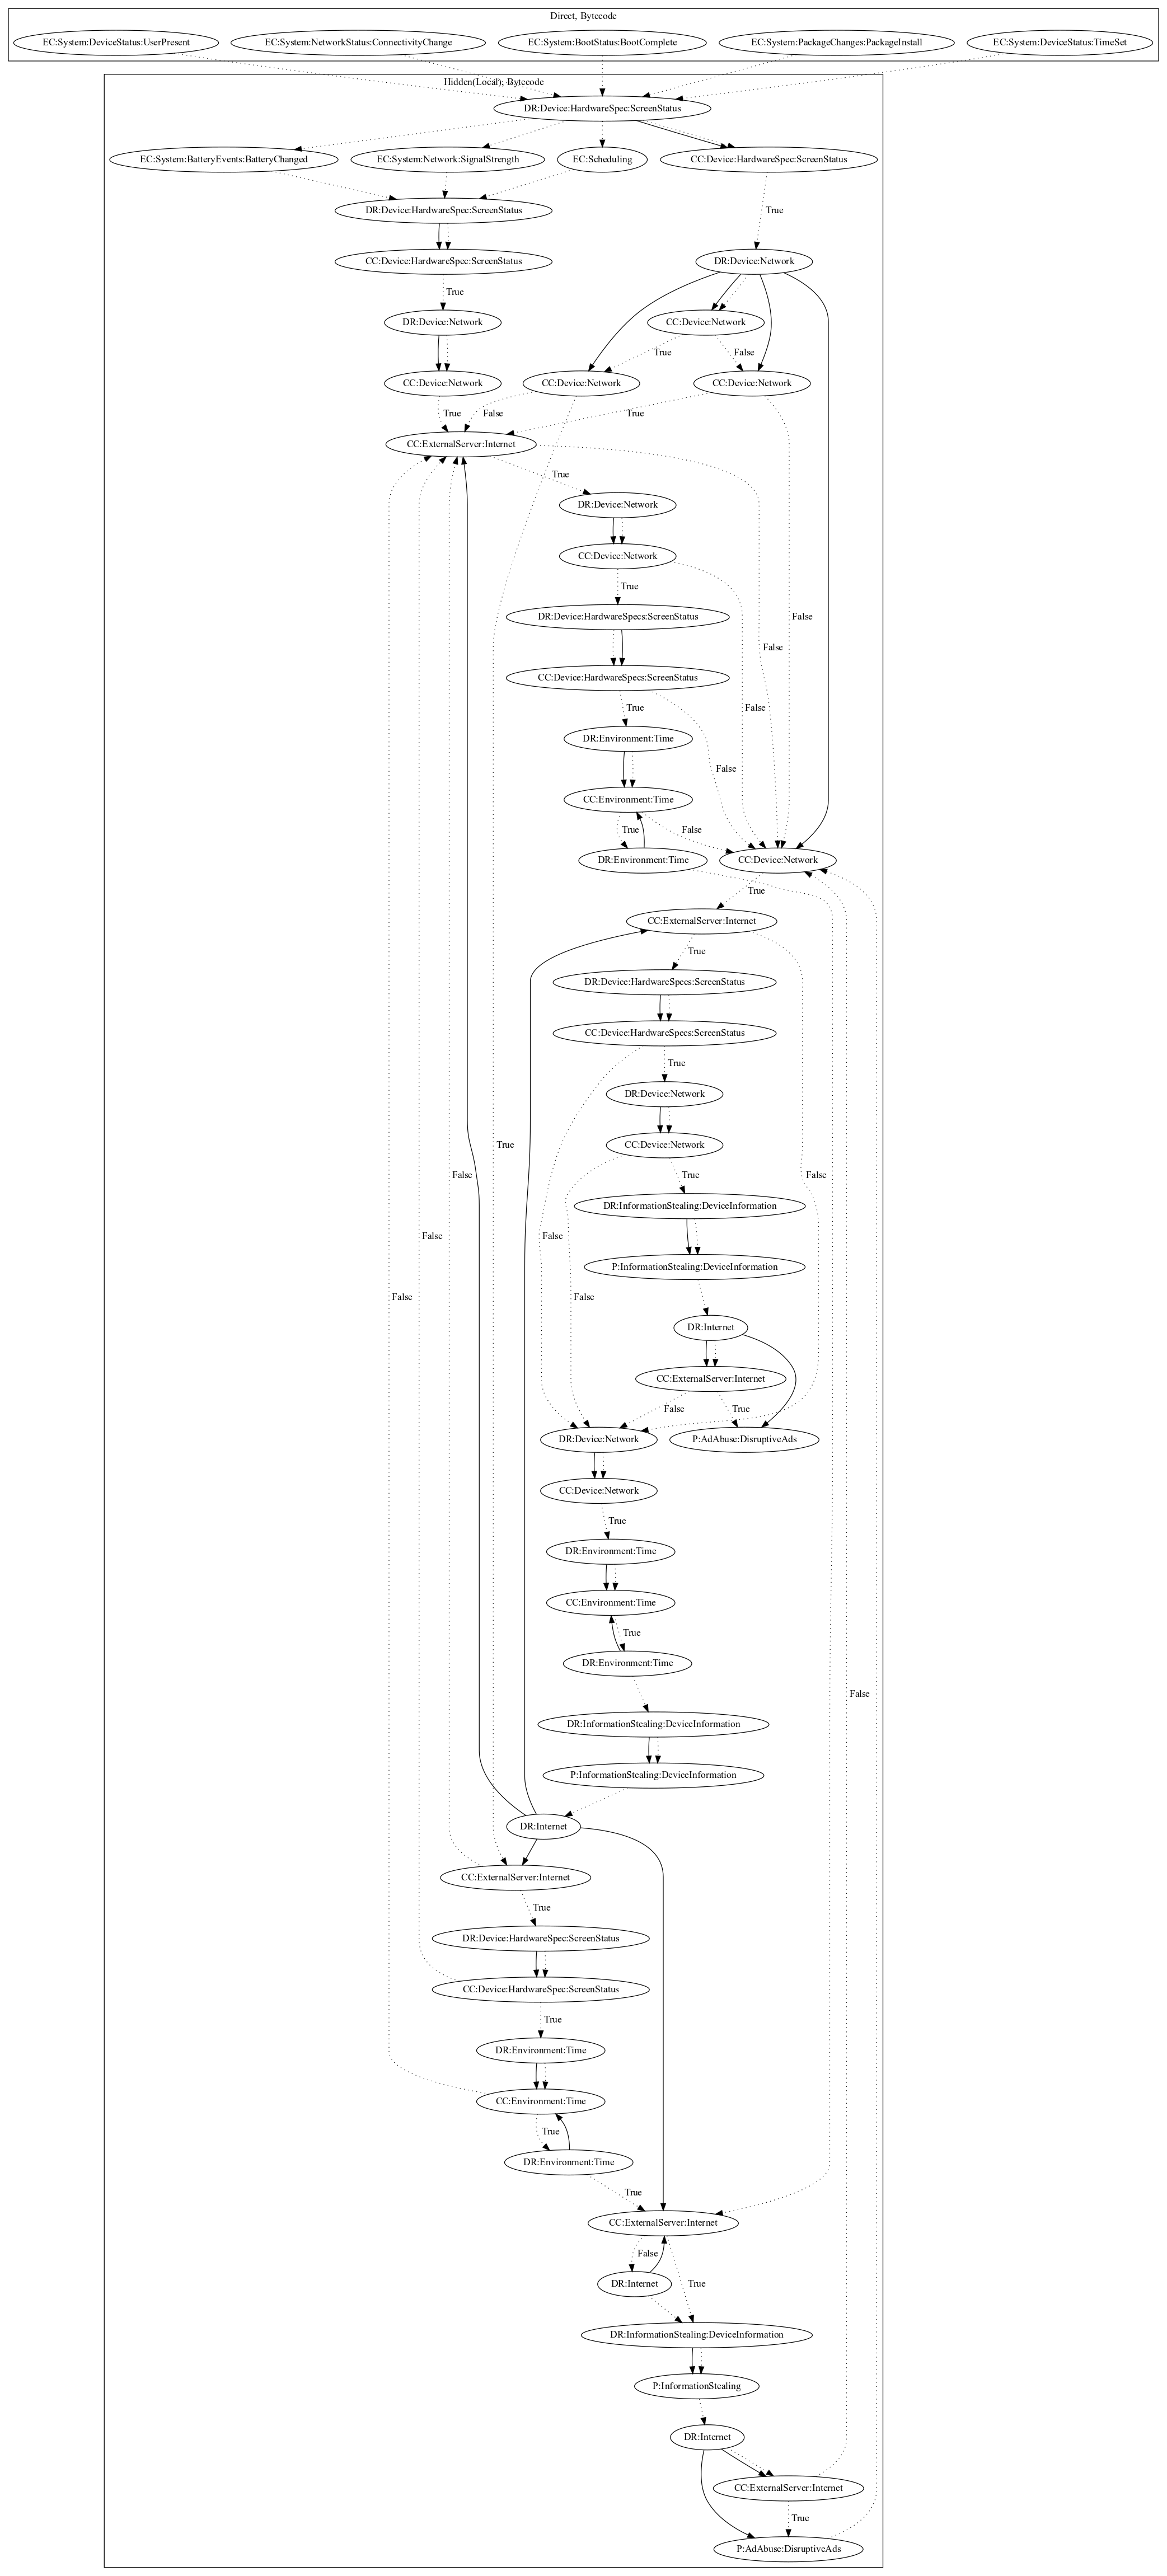 Direct, Bytecode
EC:System:DeviceStatus:UserPresent
EC:System:NetworkStatus:ConnectivityChange
EC:System:BootStatus:BootComplete
EC:System:PackageChanges:PackageInstall
EC:System:DeviceStatus:TimeSet
Hidden(Local), Bytecode
DR:Device:HardwareSpec:ScreenStatus
EC:System:BatteryEvents:BatteryChanged
EC:System:Network:SignalStrength
EC:Scheduling
CC:Device:HardwareSpec:ScreenStatus
DR:Device:HardwareSpec:ScreenStatus
True
CC:Device:HardwareSpec:ScreenStatus
DR:Device:Network
True
DR:Device:Network
CC:Device:Network
True
False
CC:Device:Network
CC:Device:Network
CC:Device:Network
True
False
True
CC:ExternalServer:Internet
True
DR:Device:Network
CC:Device:Network
True
DR:Device:HardwareSpecs:ScreenStatus
False
False
CC:Device:HardwareSpecs:ScreenStatus
True
False
DR:Environment:Time
False
CC:Environment:Time
True
False
DR:Environment:Time
CC:Device:Network
True
CC:ExternalServer:Internet
True
DR:Device:HardwareSpecs:ScreenStatus
CC:Device:HardwareSpecs:ScreenStatus
True
DR:Device:Network
True
CC:Device:Network
False
True
False
DR:InformationStealing:DeviceInformation
False
False
P:InformationStealing:DeviceInformation
False
False
DR:Internet
CC:ExternalServer:Internet
False
True
DR:Device:Network
P:AdAbuse:DisruptiveAds
CC:Device:Network
True
DR:Environment:Time
CC:Environment:Time
True
DR:Environment:Time
False
DR:InformationStealing:DeviceInformation
P:InformationStealing:DeviceInformation
DR:Internet
CC:ExternalServer:Internet
True
DR:Device:HardwareSpec:ScreenStatus
CC:Device:HardwareSpec:ScreenStatus
True
DR:Environment:Time
CC:Environment:Time
True
DR:Environment:Time
True
CC:ExternalServer:Internet
False
DR:Internet
True
DR:InformationStealing:DeviceInformation
P:InformationStealing
DR:Internet
CC:ExternalServer:Internet
True
P:AdAbuse:DisruptiveAds